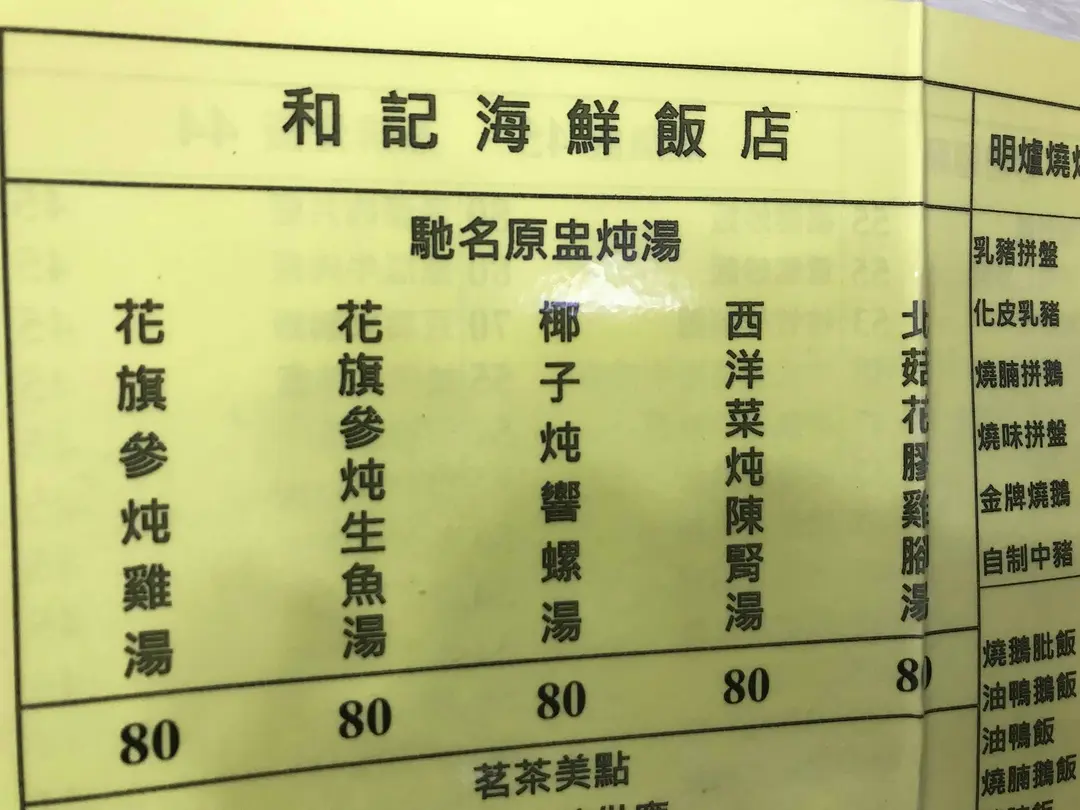 和記海鮮飯店
馳名原盅炖湯
花旗參炖雞湯
花旗參炖生魚湯
椰子炖響螺湯
西洋菜炖陳腎湯
北菇花膠雞腳湯
80
80
80
80
80
茗茶美點
明爐燒
乳豬拼盤
化皮乳豬
燒腩拼鵝
燒味拼盤
金牌燒鵝
自制中豬
燒鵝肶飯
油鴨鵝飯
油鴨飯
燒腩鵝飯